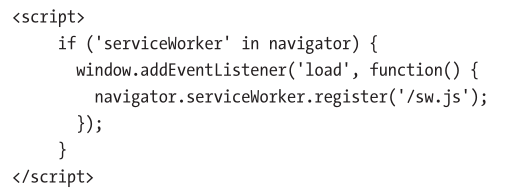 <script>
if ('serviceWorker' in navigator) {
window.addEventListener('load', function() {
navigator.serviceWorker.register('/sw.js');
});
}
</script>